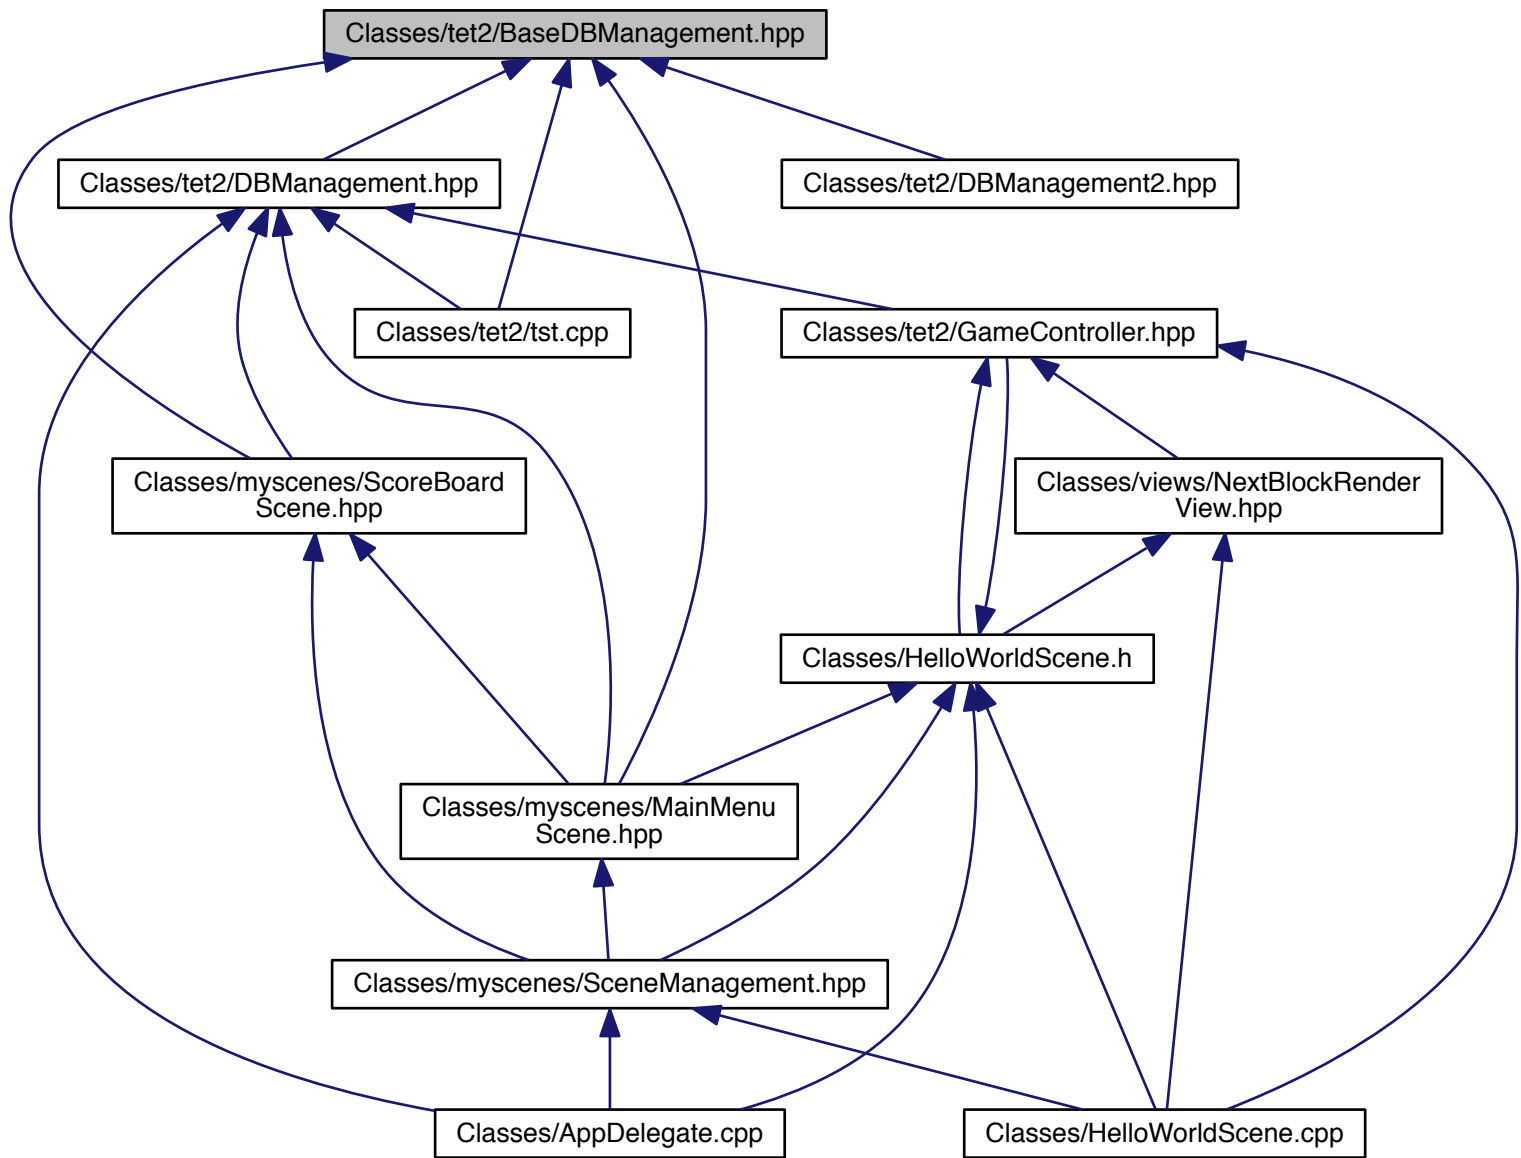 Classes/tet2/BaseDBManagement.hpp
Classes/tet2/DBManagement.hpp
Classes/tet2/DBManagement2.hpp
Classes/tet2/tst.cpp
Classes/tet2/GameController.hpp
Classes/myscenes/ScoreBoard
Scene.hpp
Classes/views/NextBlockRender
View.hpp
Classes/HelloWorldScene.h
Classes/myscenes/MainMenu
Scene.hpp
Classes/myscenes/SceneManagement.hpp
Classes/AppDelegate.cpp
Classes/HelloWorldScene.cpp